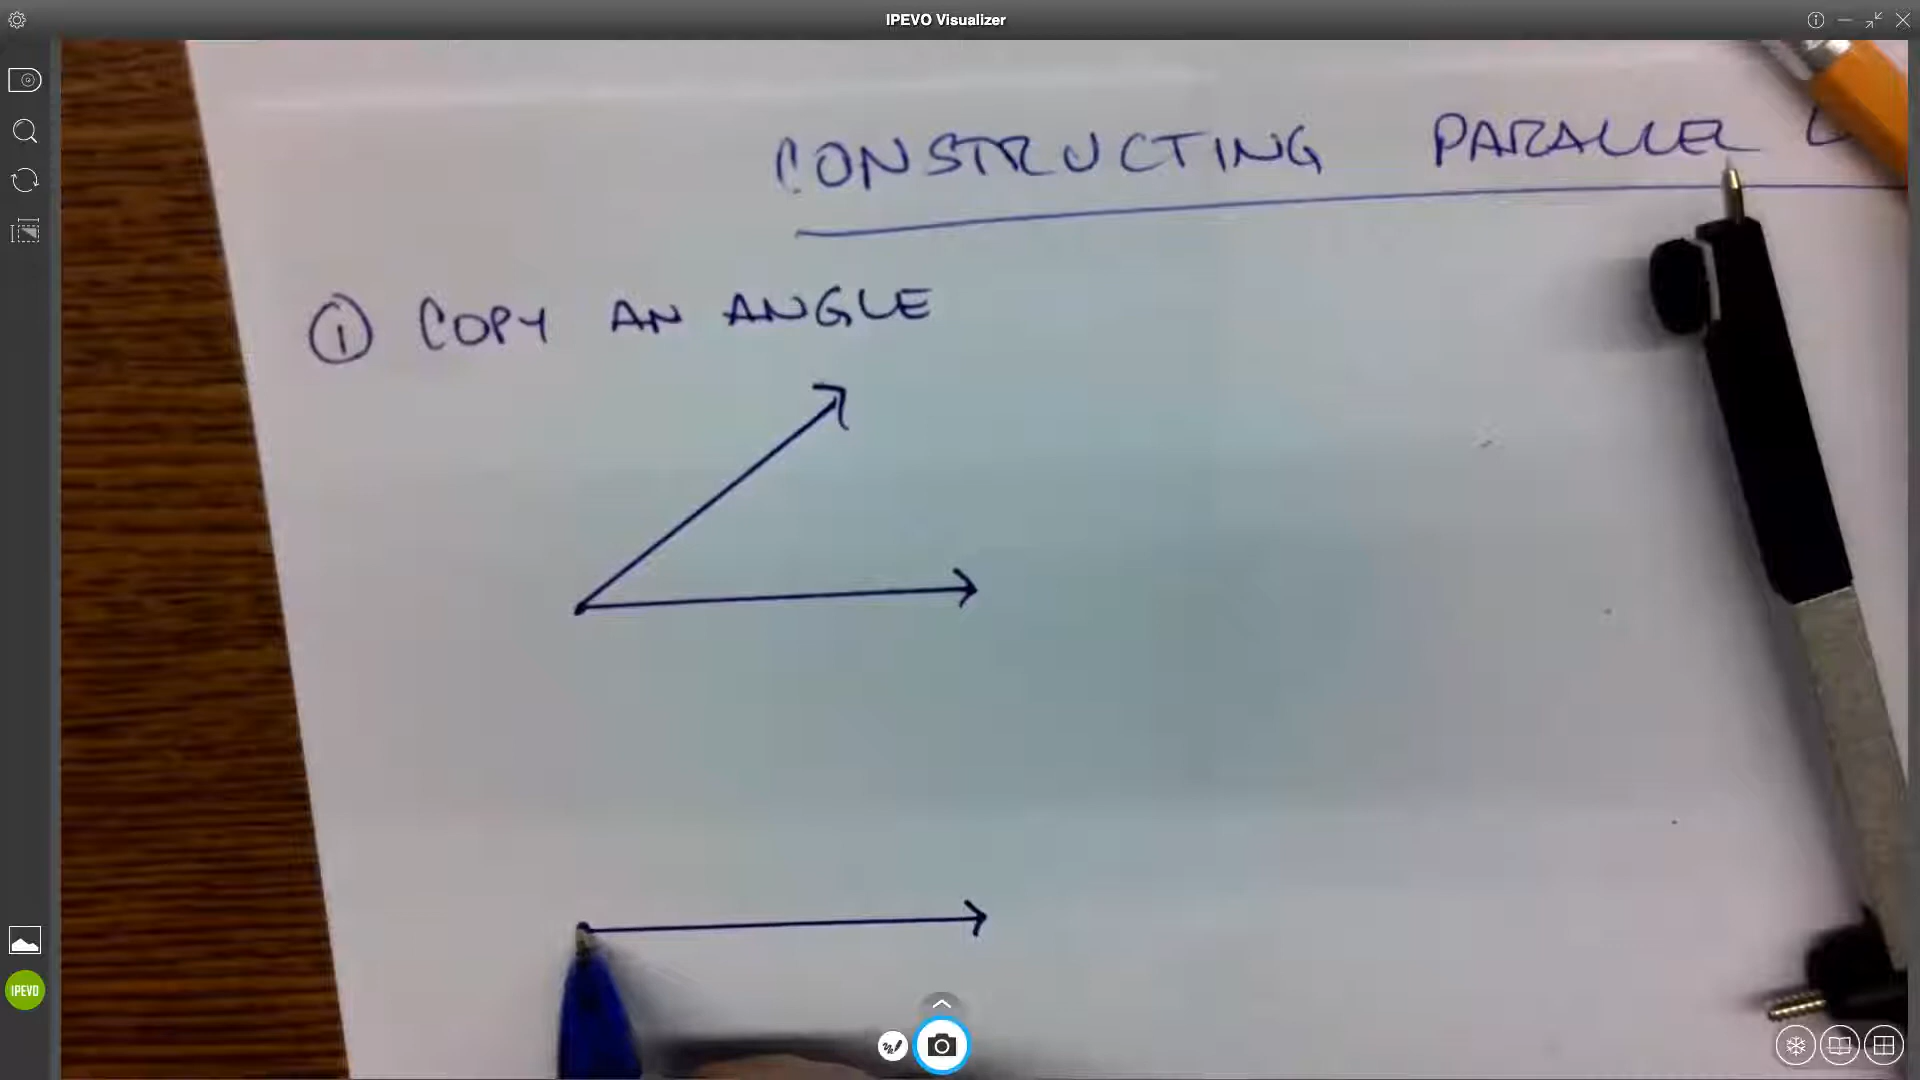 IPEVO Visualizer
CONSTRUCTING PARALLEL
① COPY AN ANGLE
IPEVO